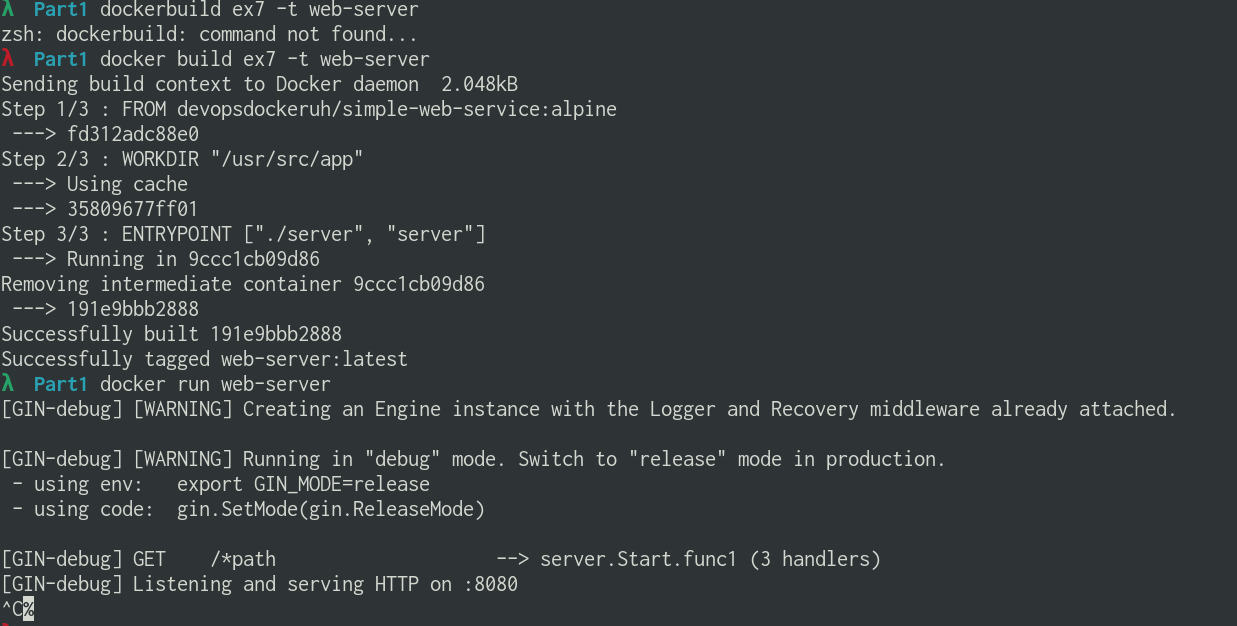 λ  Part1 dockerbuild ex7 -t web-server
zsh: dockerbuild: command not found...
λ  Part1 docker build ex7 -t web-server
Sending build context to Docker daemon  2.048kB
Step 1/3 : FROM devopsdockeruh/simple-web-service:alpine
 ---> fd312adc88e0
Step 2/3 : WORKDIR "/usr/src/app"
 ---> Using cache
 ---> 35809677ff01
Step 3/3 : ENTRYPOINT ["./server", "server"]
 ---> Running in 9ccc1cb09d86
Removing intermediate container 9ccc1cb09d86
 ---> 191e9bbb2888
Successfully built 191e9bbb2888
Successfully tagged web-server:latest
λ  Part1 docker run web-server
[GIN-debug] [WARNING] Creating an Engine instance with the Logger and Recovery middleware already attached.
[GIN-debug] [WARNING] Running in "debug" mode. Switch to "release" mode in production.
 - using env:   export GIN_MODE=release
 - using code:  gin.SetMode(gin.ReleaseMode)
[GIN-debug] GET    /*path                    --> server.Start.func1 (3 handlers)
[GIN-debug] Listening and serving HTTP on :8080
^C%